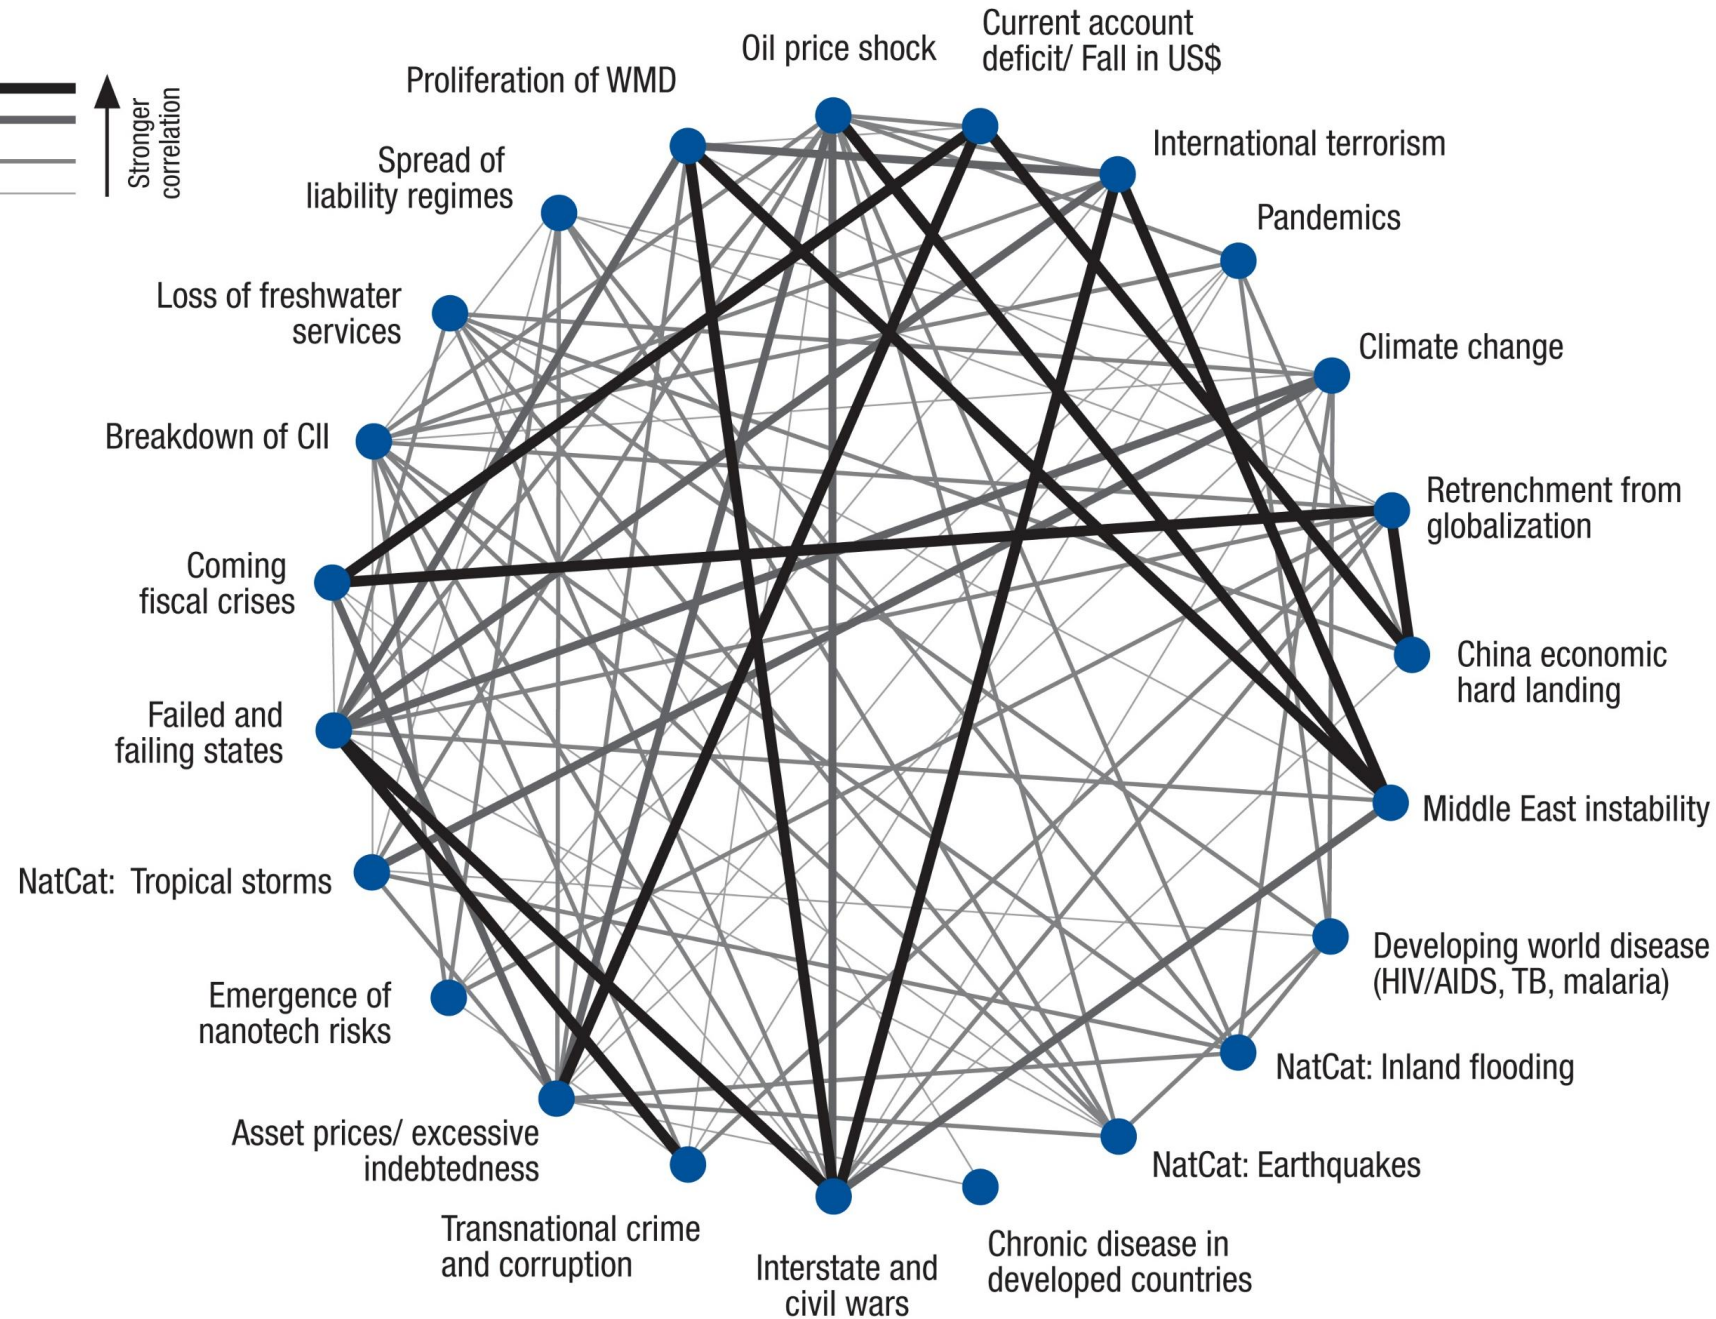 Stronger
correlation
Oil price shock
Current account
deficit/ Fall in US$
Proliferation of WMD
International terrorism
Spread of
liability regimes
Pandemics
Loss of freshwater
services
Climate change
Breakdown of CII
Retrenchment from
globalization
Coming
fiscal crises
China economic
hard landing
Failed and
failing states
Middle East instability
NatCat: Tropical storms
Developing world disease
(HIV/AIDS, TB, malaria)
Emergence of
nanotech risks
NatCat: Inland flooding
Asset prices/ excessive
indebtedness
NatCat: Earthquakes
Transnational crime
and corruption
Interstate and
civil wars
Chronic disease in
developed countries